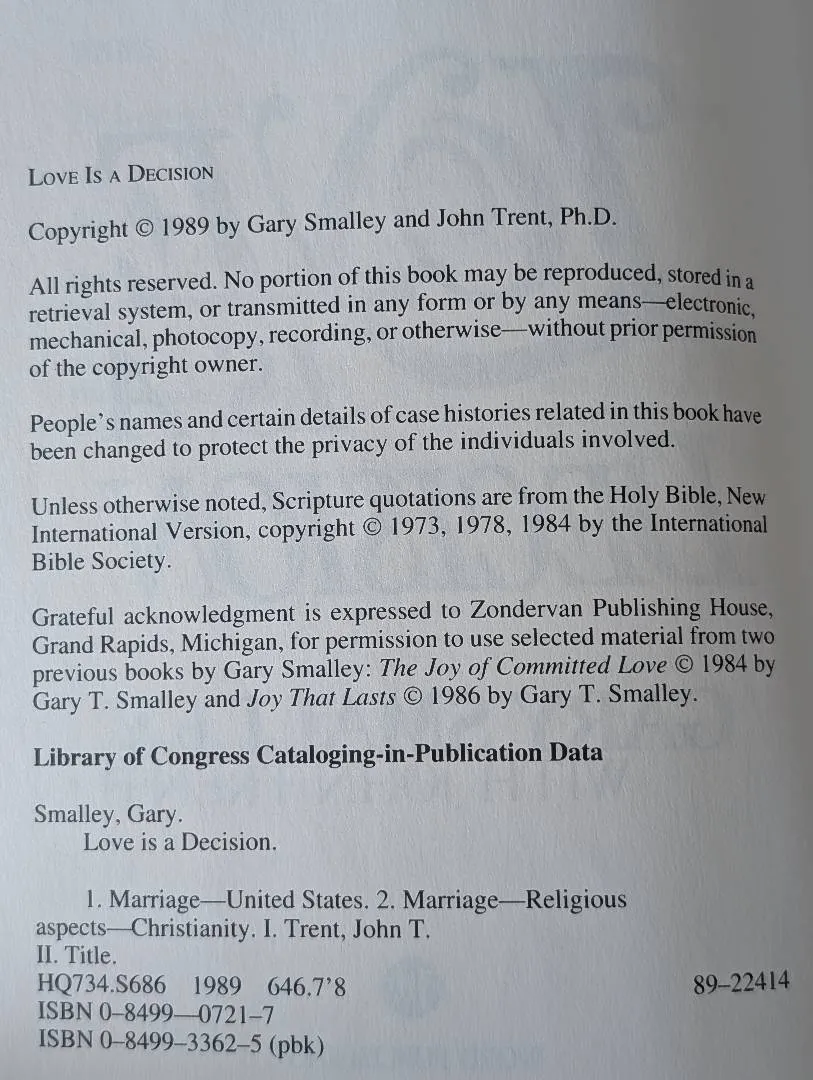 LOVE IS A DECISION
Copyright © 1989 by Gary Smalley and John Trent, Ph.D.
All rights reserved. No portion of this book may be reproduced, stored in a
retrieval system, or transmitted in any form or by any means—electronic,
mechanical, photocopy, recording, or otherwise—without prior permission
of the copyright owner.
People's names and certain details of case histories related in this book have
been changed to protect the privacy of the individuals involved.
Unless otherwise noted, Scripture quotations are from the Holy Bible, New
International Version, copyright © 1973, 1978, 1984 by the International
Bible Society.
Grateful acknowledgment is expressed to Zondervan Publishing House,
Grand Rapids, Michigan, for permission to use selected material from two
previous books by Gary Smalley: The Joy of Committed Love © 1984 by
Gary T. Smalley and Joy That Lasts © 1986 by Gary T. Smalley.
Library of Congress Cataloging-in-Publication Data
Smalley, Gary.
Love is a Decision.
1. Marriage—United States. 2. Marriage—Religious
aspects—Christianity. I. Trent, John T.
II. Title.
HQ734.S686 1989 646.7'8 89–22414
ISBN 0–8499—0721–7
ISBN 0–8499–3362–5 (pbk)